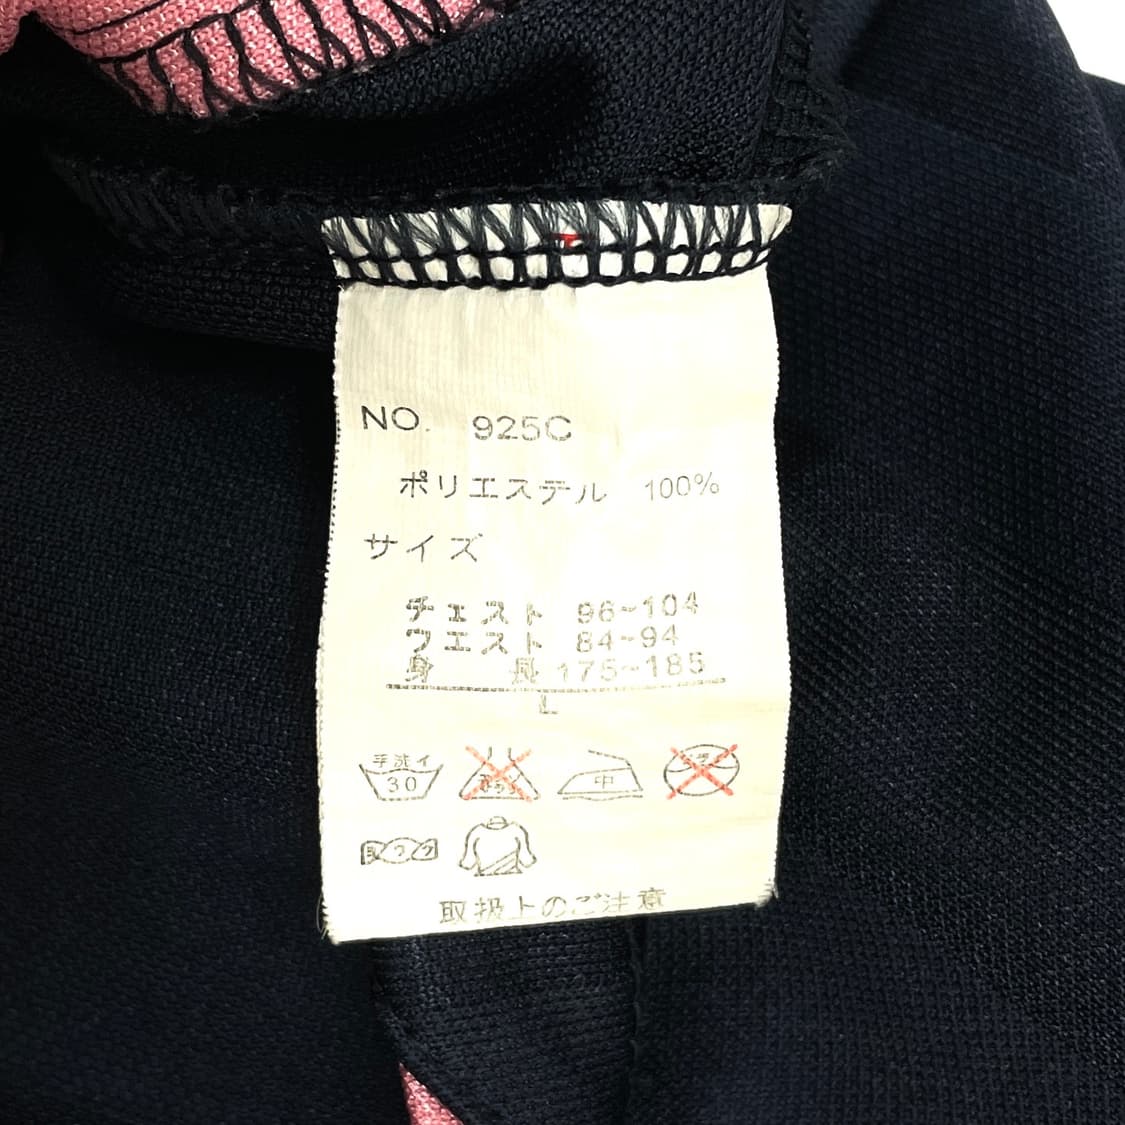 NO. 925C
ポリエステル 100%
サイズ
チェスト 96~104
ウエスト 84~94
身長 175~185
L
手洗イ
30
中
取扱上のご注意